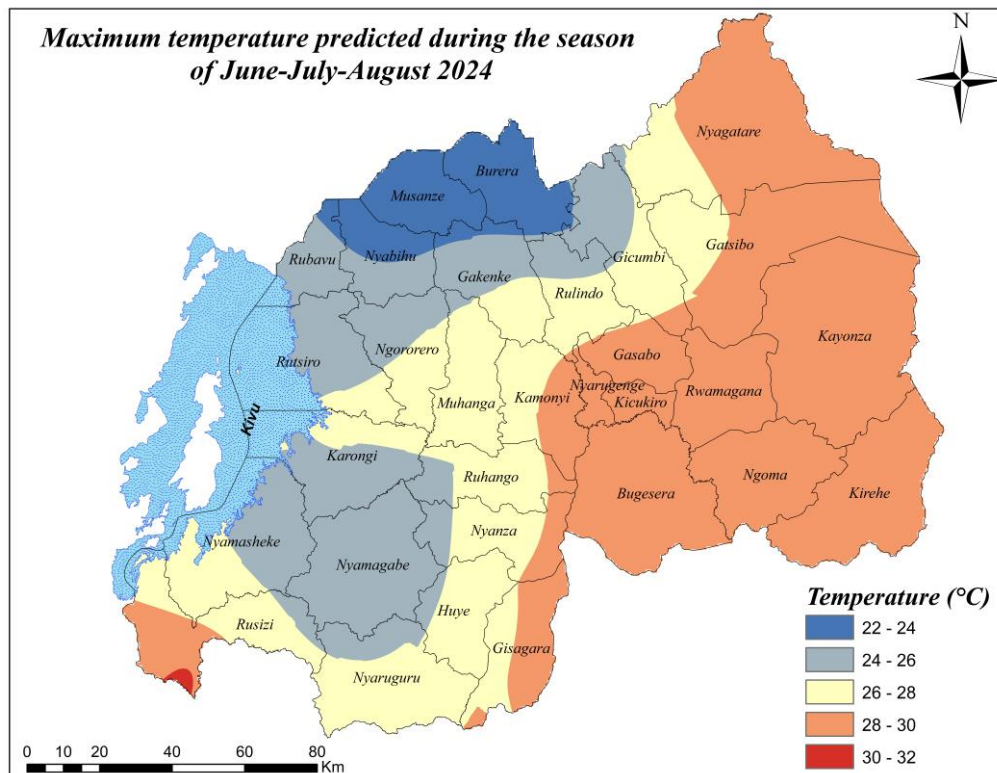 Maximum temperature predicted during the season
of June-July-August 2024
N
Nyagatare
Burera
Musanze
Gatsibo
Rubavu
Nyabihu
Gicumbi
Gakenke
Rulindo
Kayonza
Rutsiro
Ngororero
Gasabo
Nyarugenge
Rwamagana
Kicukiro
Kamonyi
Muhanga
Kivu
Karongi
Ruhango
Ngoma
Bugesera
Kirehe
Nyanza
Nyamasheke
Nyamagabe
Huye
Rusizi
Gisagara
Nyaruguru
Temperature (°C)
22 - 24
24 - 26
26 - 28
28 - 30
30 - 32
0 10 20 40 60 80
Km